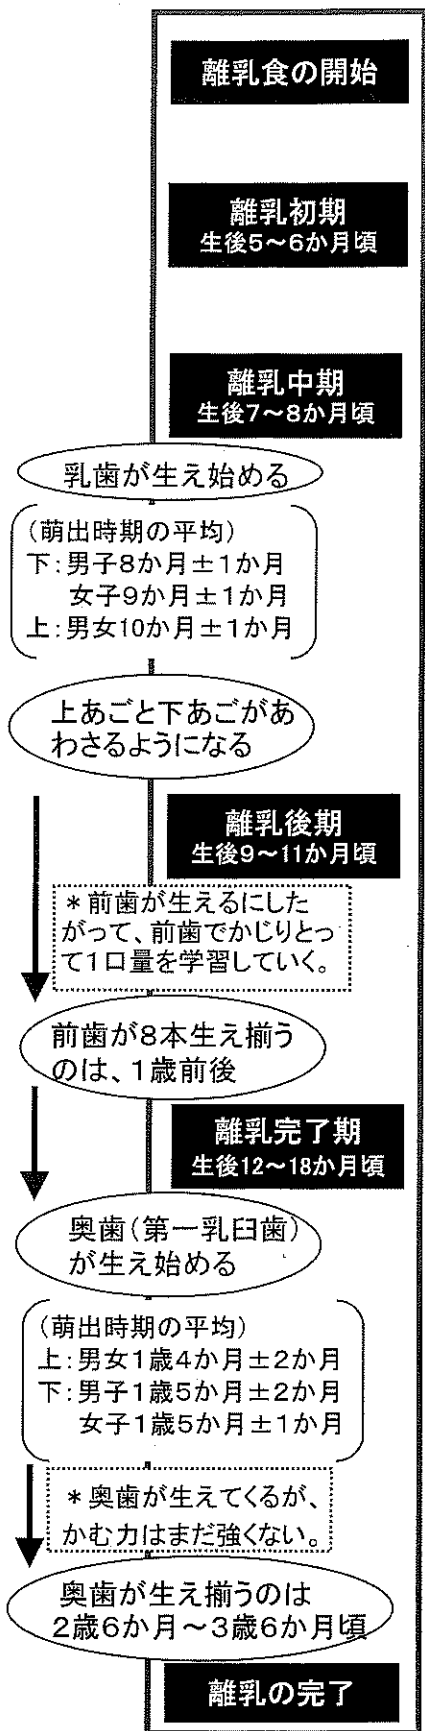 離乳食の開始
離乳初期
生後5～6か月頃
離乳中期
生後7～8か月頃
乳歯が生え始める
(萌出時期の平均)
下:男子8か月±1か月
女子9か月±1か月
上:男女10か月±1か月
上あごと下あごがあ
わさるようになる
離乳後期
生後9～11か月頃
＊前歯が生えるにした
がって、前歯でかじりとっ
て1口量を学習していく。
前歯が8本生え揃う
のは、1歳前後
離乳完了期
生後12～18か月頃
奥歯(第一乳臼歯)
が生え始める
(萌出時期の平均)
上:男女1歳4か月±2か月
下:男子1歳5か月±2か月
女子1歳5か月±1か月
＊奥歯が生えてくるが、
かむ力はまだ強くない。
奥歯が生え揃うのは
2歳6か月～3歳6か月頃
離乳の完了